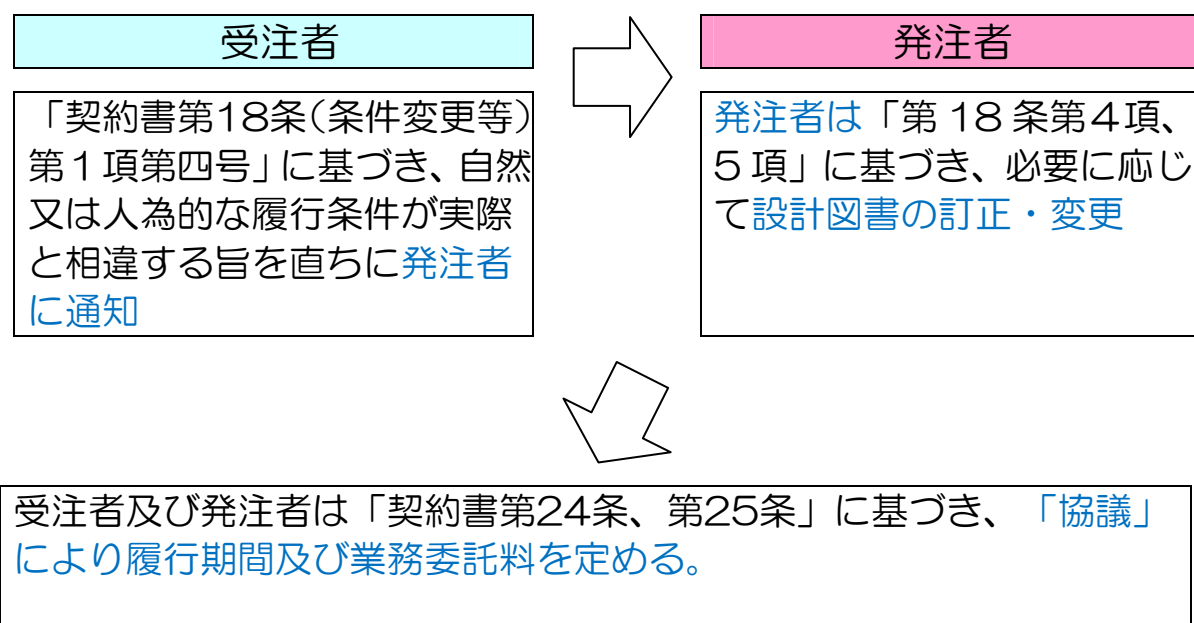 受注者
発注者
「契約書第18条(条件変更等)
第1項第四号」に基づき、自然
又は人為的な履行条件が実際
と相違する旨を直ちに発注者
に通知
発注者は「第 18 条第4項、
5 項」に基づき、必要に応じ
て設計図書の訂正・変更
受注者及び発注者は「契約書第24条、第25条」に基づき、「協議」
により履行期間及び業務委託料を定める。